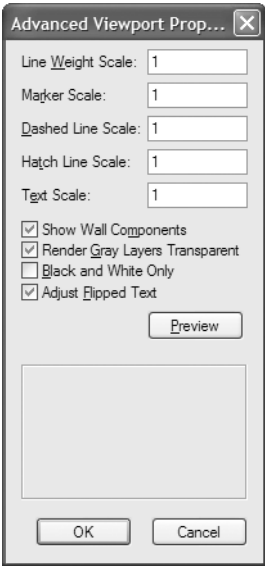 Advanced Viewport Prop...
Line Weight Scale: 1
Marker Scale: 1
Dashed Line Scale: 1
Hatch Line Scale: 1
Text Scale: 1
Show Wall Components
Render Gray Layers Transparent
Black and White Only
Adjust Flipped Text
Preview
OK Cancel